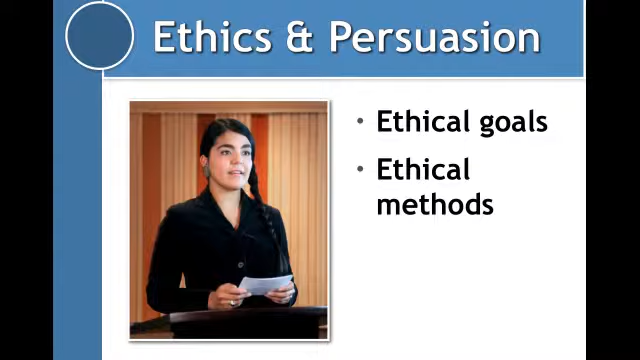 Ethics & Persuasion
• Ethical goals
• Ethical
methods